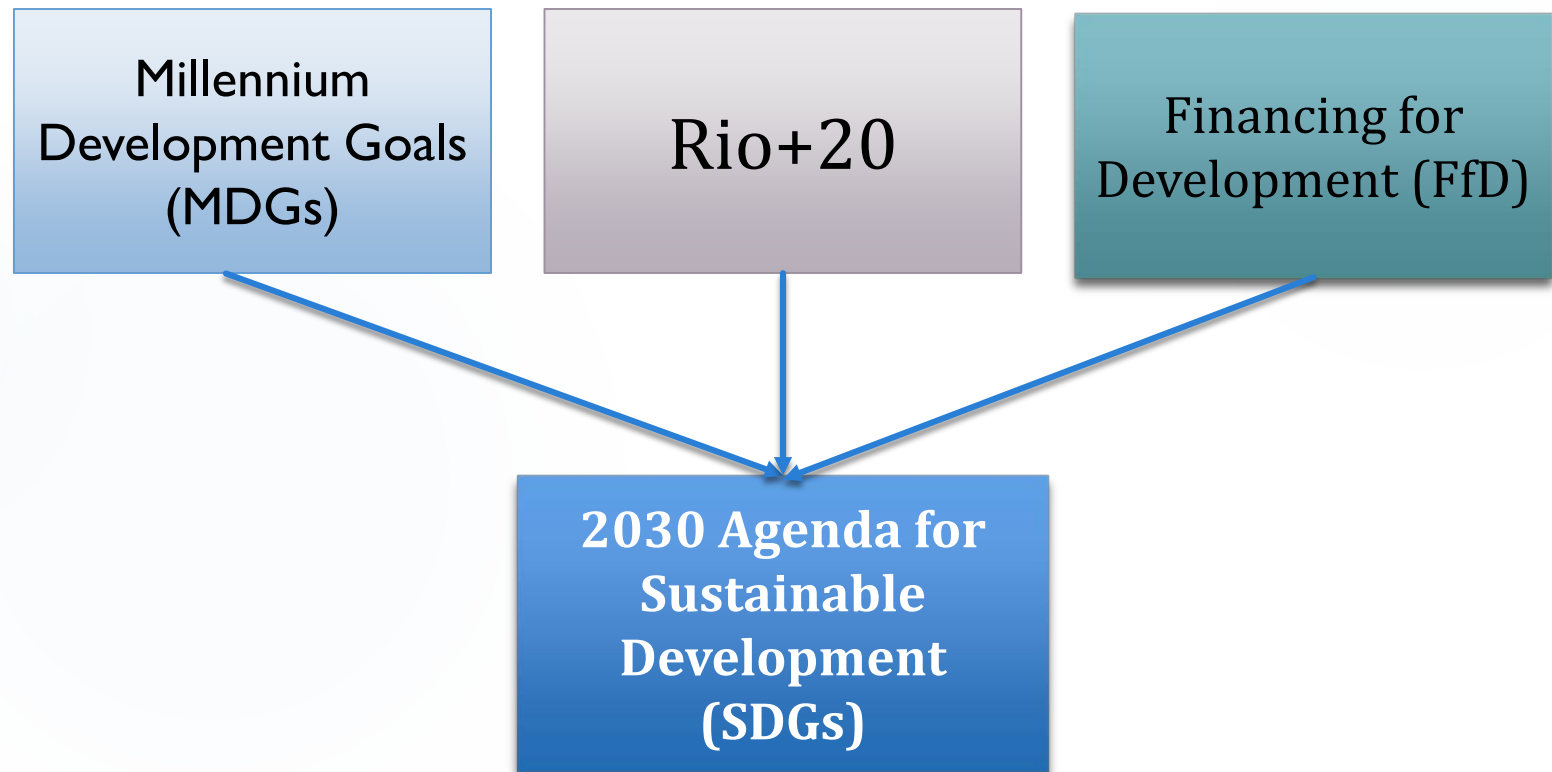 Millennium
Development Goals
(MDGs)
Rio+20
Financing for
Development (FfD)
2030 Agenda for
Sustainable
Development
(SDGs)